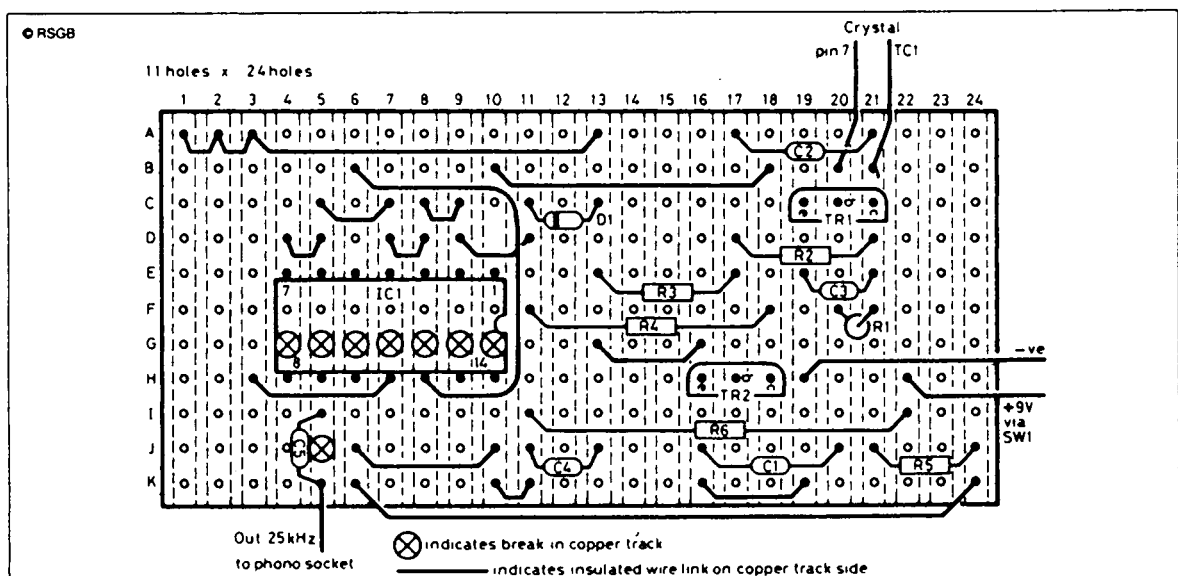 © RSGB
Crystal
pin 7
TC1
11 holes x 24 holes
1 2 3 4 5 6 7 8 9 10 11 12 13 14 15 16 17 18 19 20 21 22 23 24
A
C2
B
C
D1
TR1
D
R2
E
R3
C3
7
IC1
F
R4
R1
G
8
14
-ve
H
TR2
I
R6
+9V
via
SW1
J
C5
C4
C1
R5
K
Out 25kHz
to phono socket
indicates break in copper track
indicates insulated wire link on copper track side